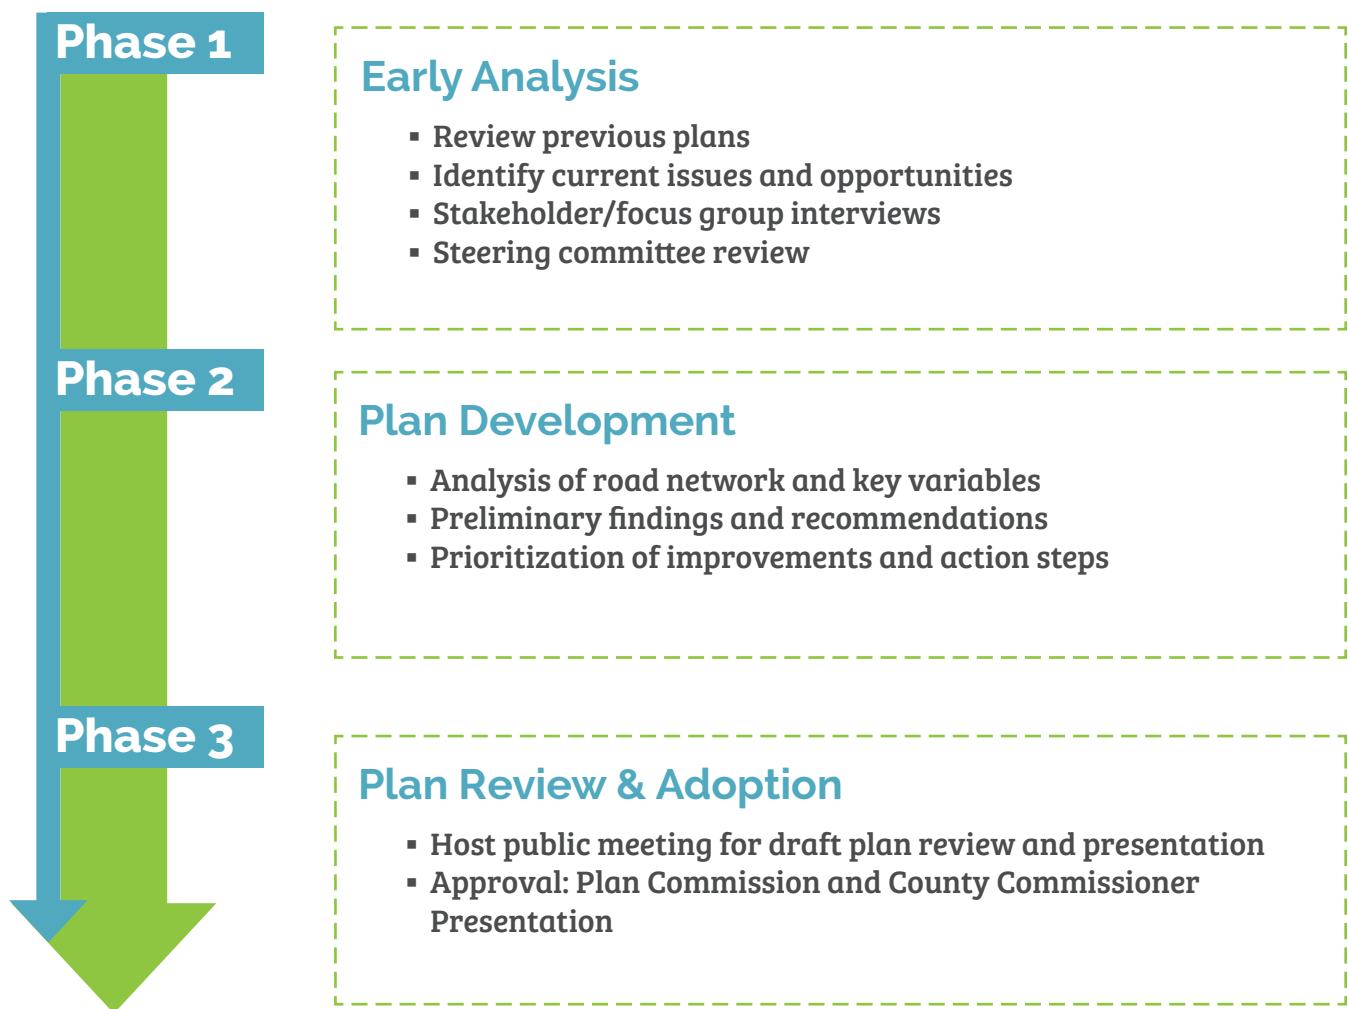 Phase 1
Early Analysis
▪ Review previous plans
▪ Identify current issues and opportunities
▪ Stakeholder/focus group interviews
▪ Steering committee review
Phase 2
Plan Development
▪ Analysis of road network and key variables
▪ Preliminary findings and recommendations
▪ Prioritization of improvements and action steps
Phase 3
Plan Review & Adoption
▪ Host public meeting for draft plan review and presentation
▪ Approval: Plan Commission and County Commissioner
Presentation